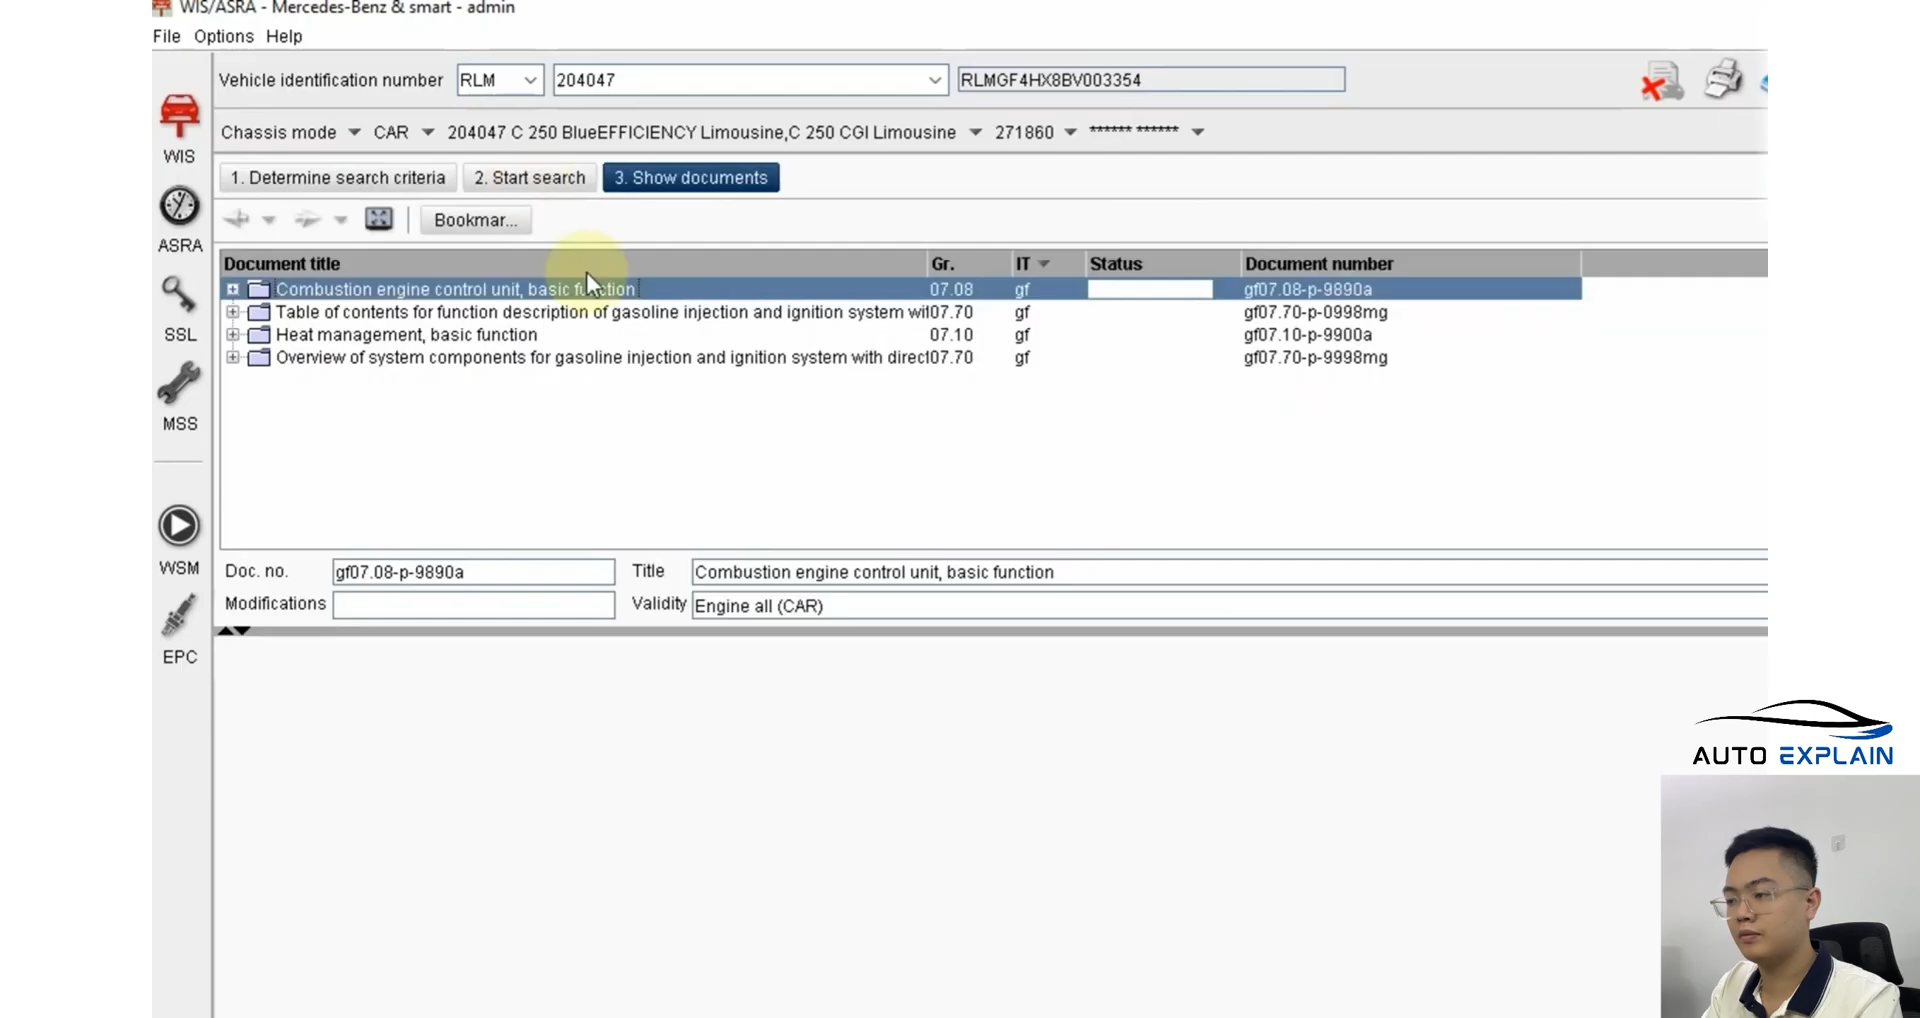 WIS/ASRA - Mercedes-Benz & smart - admin
File Options Help
Vehicle identification number RLM 204047 RLMGF4HX8BV003354
Chassis mode CAR 204047 C 250 BlueEFFICIENCY Limousine,C 250 CGI Limousine 271860 ****** ******
WIS
1. Determine search criteria 2. Start search 3. Show documents
Bookmar...
ASRA
Document title Gr. IT Status Document number
Combustion engine control unit, basic function 07.08 gf gf07.08-p-9890a
Table of contents for function description of gasoline injection and ignition system wit 07.70 gf gf07.70-p-0998mg
Heat management, basic function 07.10 gf gf07.10-p-9900a
Overview of system components for gasoline injection and ignition system with direct 07.70 gf gf07.70-p-9998mg
SSL
MSS
WSM
Doc. no. gf07.08-p-9890a Title Combustion engine control unit, basic function
Modifications Validity Engine all (CAR)
EPC
AUTO EXPLAIN